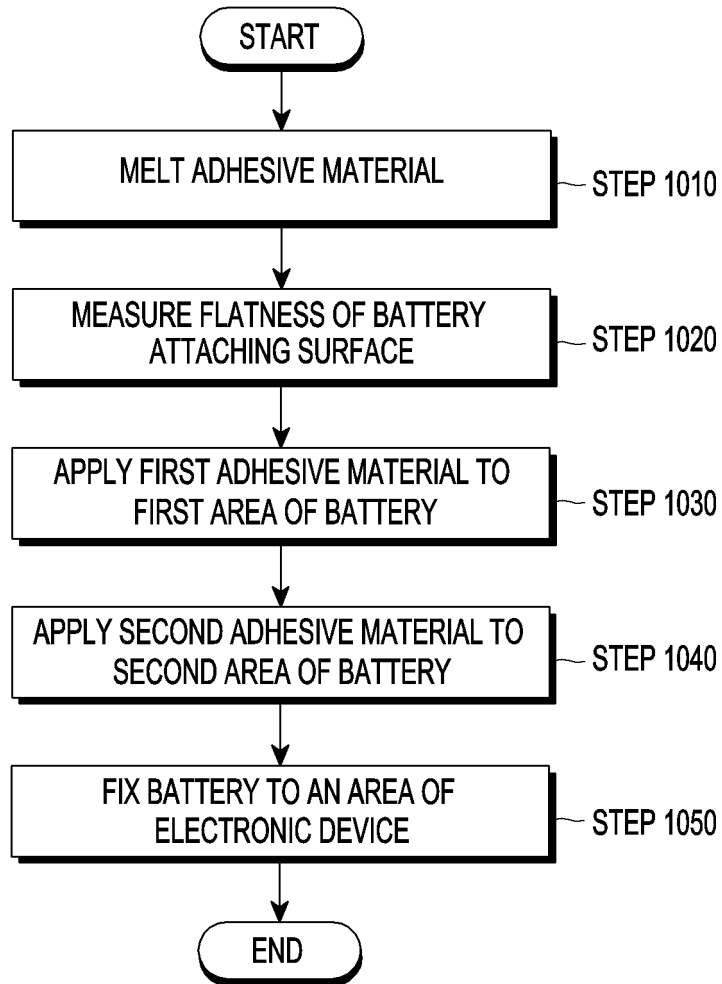 START
MELT ADHESIVE MATERIAL
STEP 1010
MEASURE FLATNESS OF BATTERY
ATTACHING SURFACE
STEP 1020
APPLY FIRST ADHESIVE MATERIAL TO
FIRST AREA OF BATTERY
STEP 1030
APPLY SECOND ADHESIVE MATERIAL TO
SECOND AREA OF BATTERY
STEP 1040
FIX BATTERY TO AN AREA OF
ELECTRONIC DEVICE
STEP 1050
END